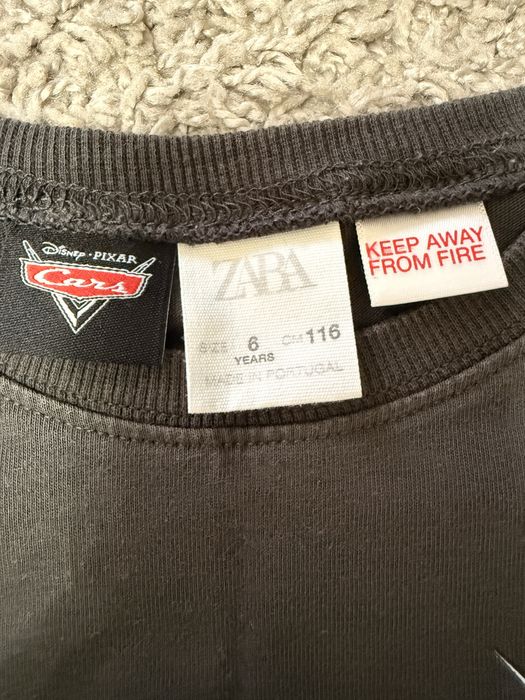 DISNEY · PIXAR
Cars
ZARA
SIZE 6 CM 116
YEARS
MADE IN PORTUGAL
KEEP AWAY
FROM FIRE